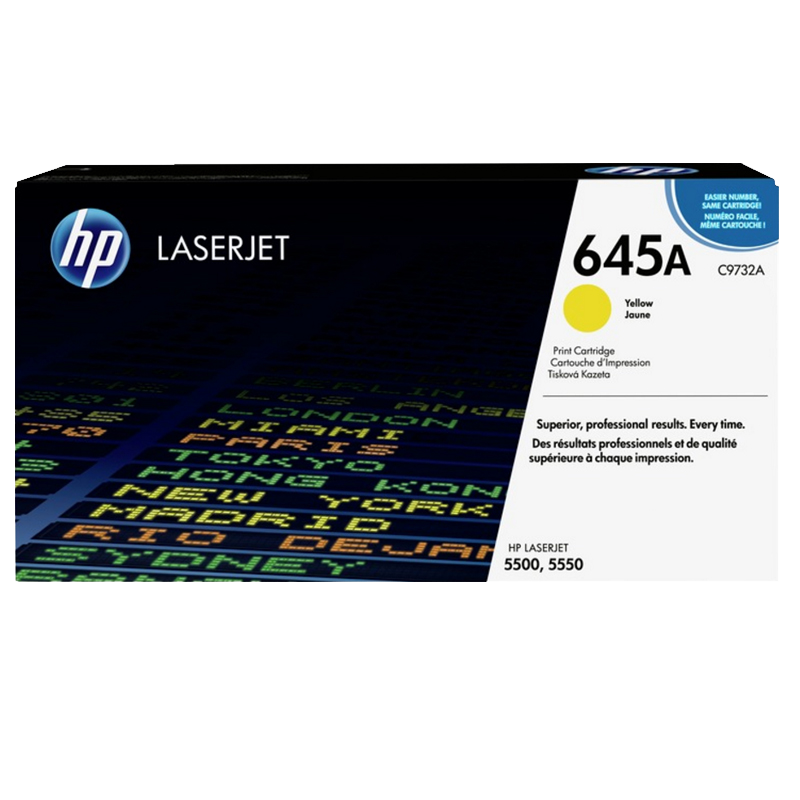 hp
hp
LASERJET
EASIER NUMBER,
SAME CARTRIDGE!
NUMÉRO FACILE,
MÊME CARTOUCHE !
645A C9732A
Yellow
Jaune
Print Cartridge
Cartouche d'Impression
Tisková Kazeta
Superior, professional results. Every time.
Des résultats professionnels et de qualité
supérieure à chaque impression.
HP LASERJET
5500, 5550
BERLIN
LOS ANGE
LONDON
MIAMI
PARIS
TOKYO
HONG KON
NEW YORK
MADRID
RIO DEJAN
SYDNEY